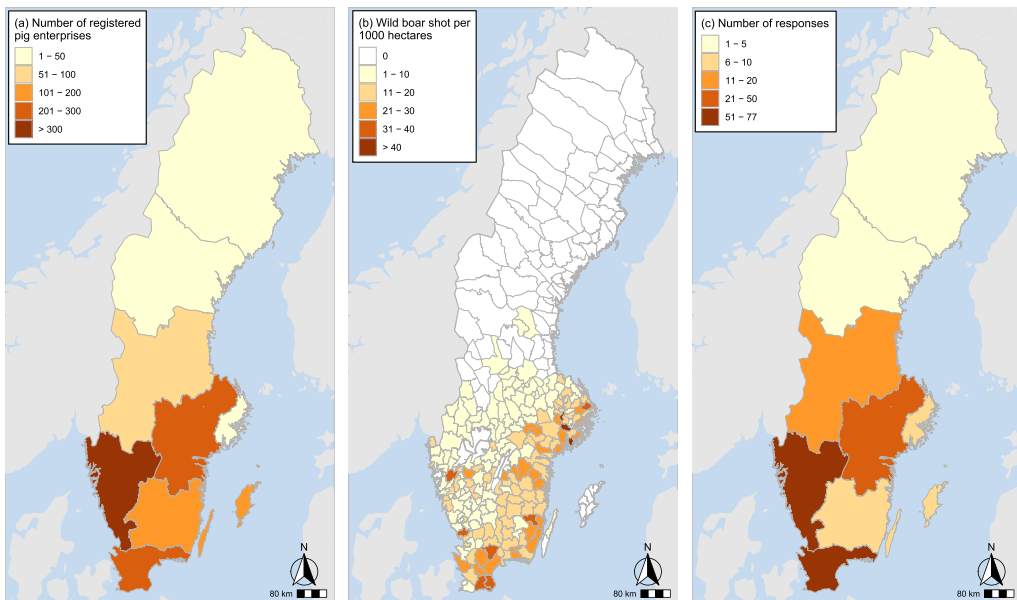 (a) Number of registered
pig enterprises
1 − 50
51 − 100
101 − 200
201 − 300
> 300
N
80 km
(b) Wild boar shot per
1000 hectares
0
1 − 10
11 − 20
21 − 30
31 − 40
> 40
N
80 km
(c) Number of responses
1 − 5
6 − 10
11 − 20
21 − 50
51 − 77
N
80 km